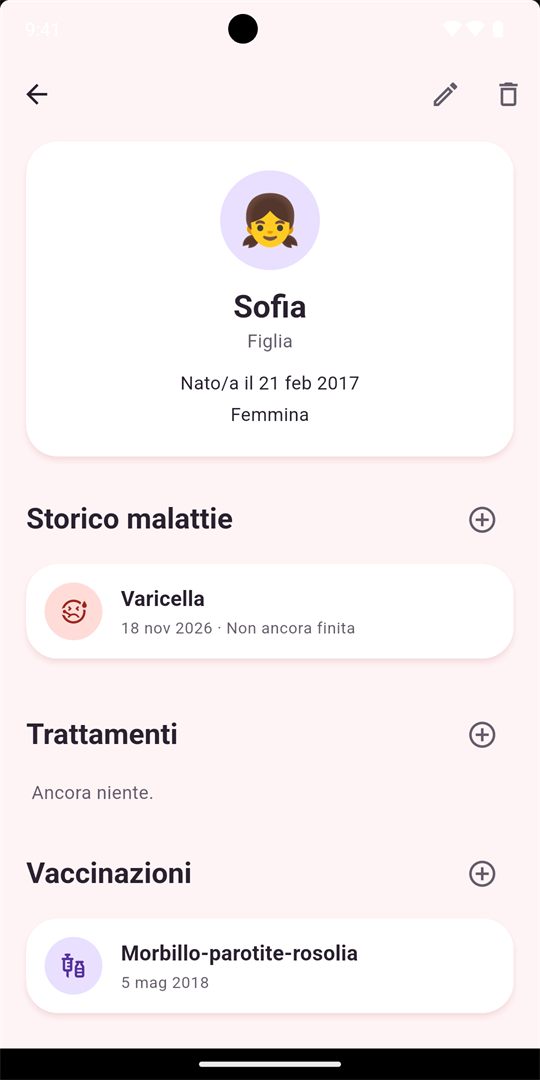 9:41
Sofia
Figlia
Nato/a il 21 feb 2017
Femmina
Storico malattie
Varicella
18 nov 2026 · Non ancora finita
Trattamenti
Ancora niente.
Vaccinazioni
Morbillo-parotite-rosolia
5 mag 2018